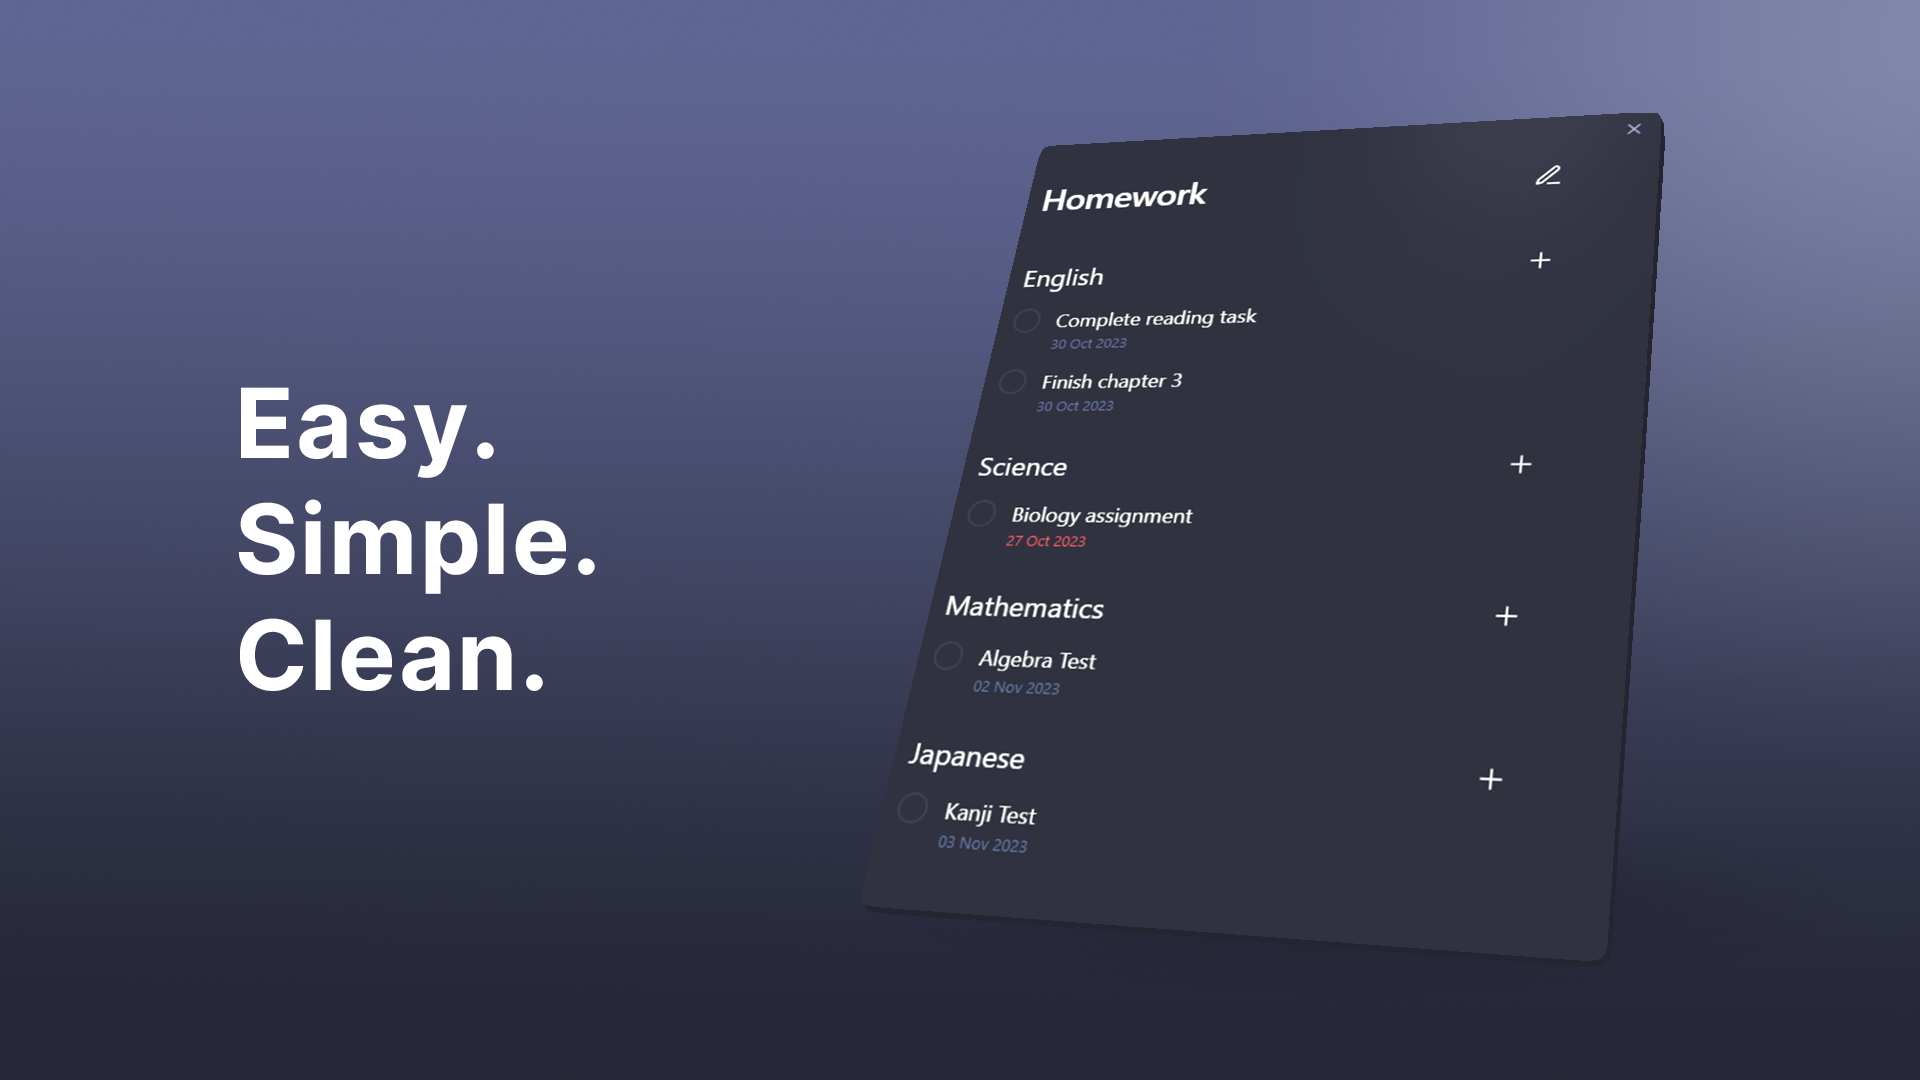 Easy.
Simple.
Clean.
Homework
English
Complete reading task
30 Oct 2023
Finish chapter 3
30 Oct 2023
Science
Biology assignment
27 Oct 2023
Mathematics
Algebra Test
02 Nov 2023
Japanese
Kanji Test
03 Nov 2023